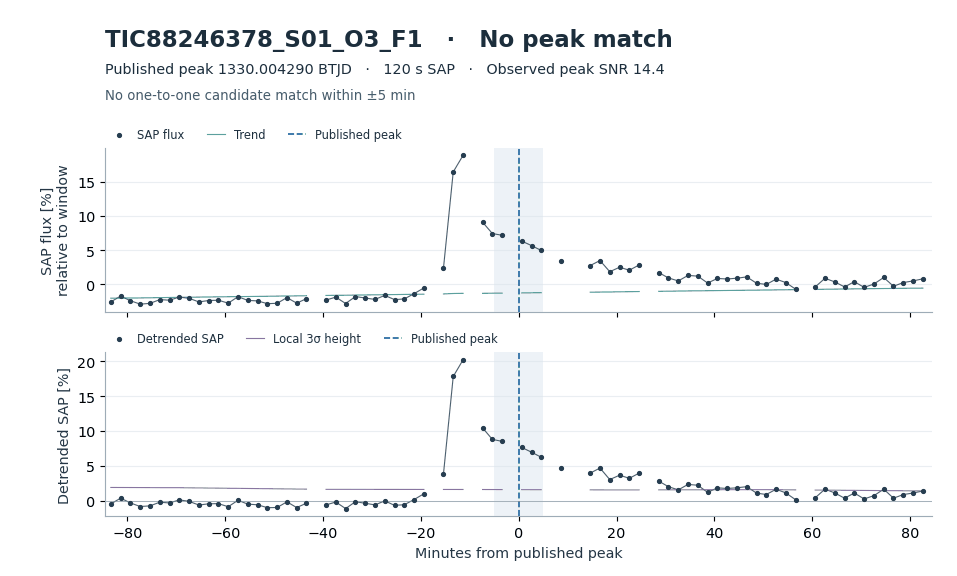 TIC88246378_S01_O3_F1 · No peak match
Published peak 1330.004290 BTJD · 120 s SAP · Observed peak SNR 14.4
No one-to-one candidate match within ±5 min
SAP flux Trend Published peak
SAP flux [%]
relative to window
15
10
5
0
Detrended SAP Local 3σ height Published peak
Detrended SAP [%]
20
15
10
5
0
−80 −60 −40 −20 0 20 40 60 80
Minutes from published peak